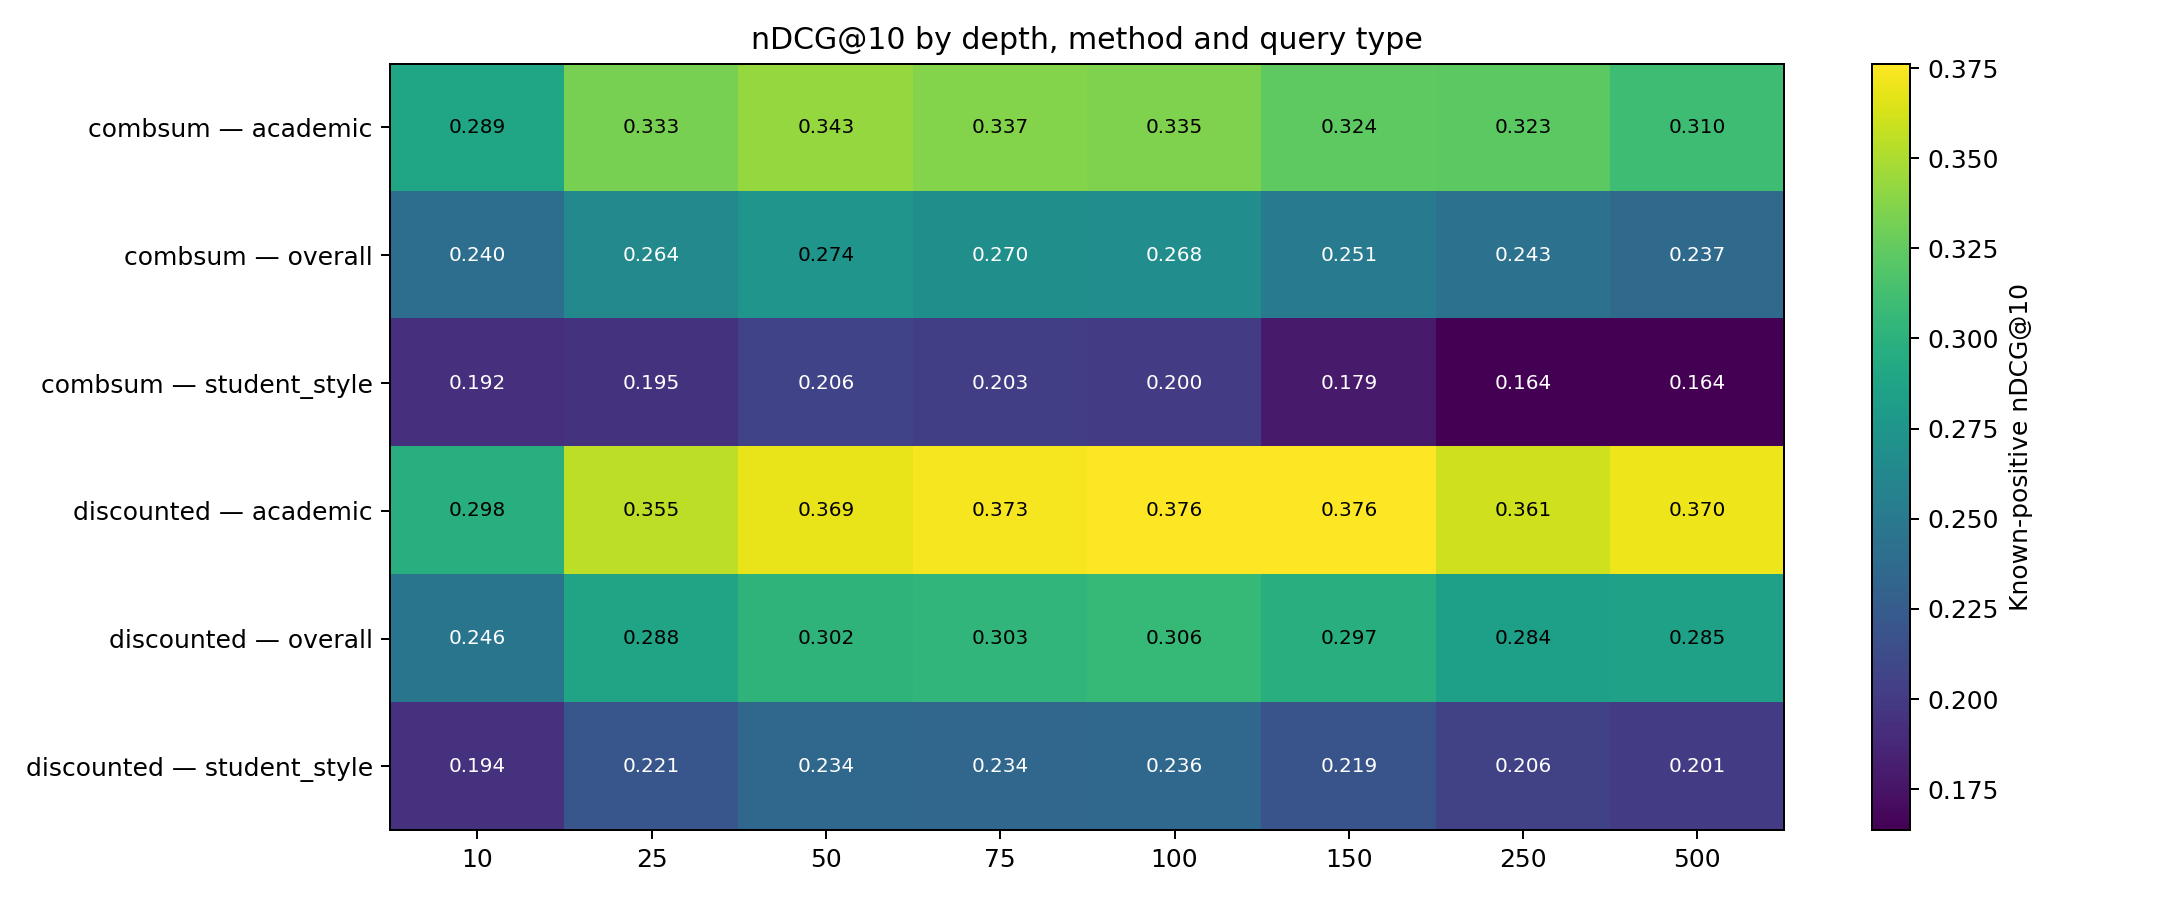 nDCG@10 by depth, method and query type
combsum — academic 0.289 0.333 0.343 0.337 0.335 0.324 0.323 0.310
combsum — overall 0.240 0.264 0.274 0.270 0.268 0.251 0.243 0.237
combsum — student_style 0.192 0.195 0.206 0.203 0.200 0.179 0.164 0.164
discounted — academic 0.298 0.355 0.369 0.373 0.376 0.376 0.361 0.370
discounted — overall 0.246 0.288 0.302 0.303 0.306 0.297 0.284 0.285
discounted — student_style 0.194 0.221 0.234 0.234 0.236 0.219 0.206 0.201
10 25 50 75 100 150 250 500
0.375
0.350
0.325
0.300
0.275
0.250
0.225
0.200
0.175
Known-positive nDCG@10